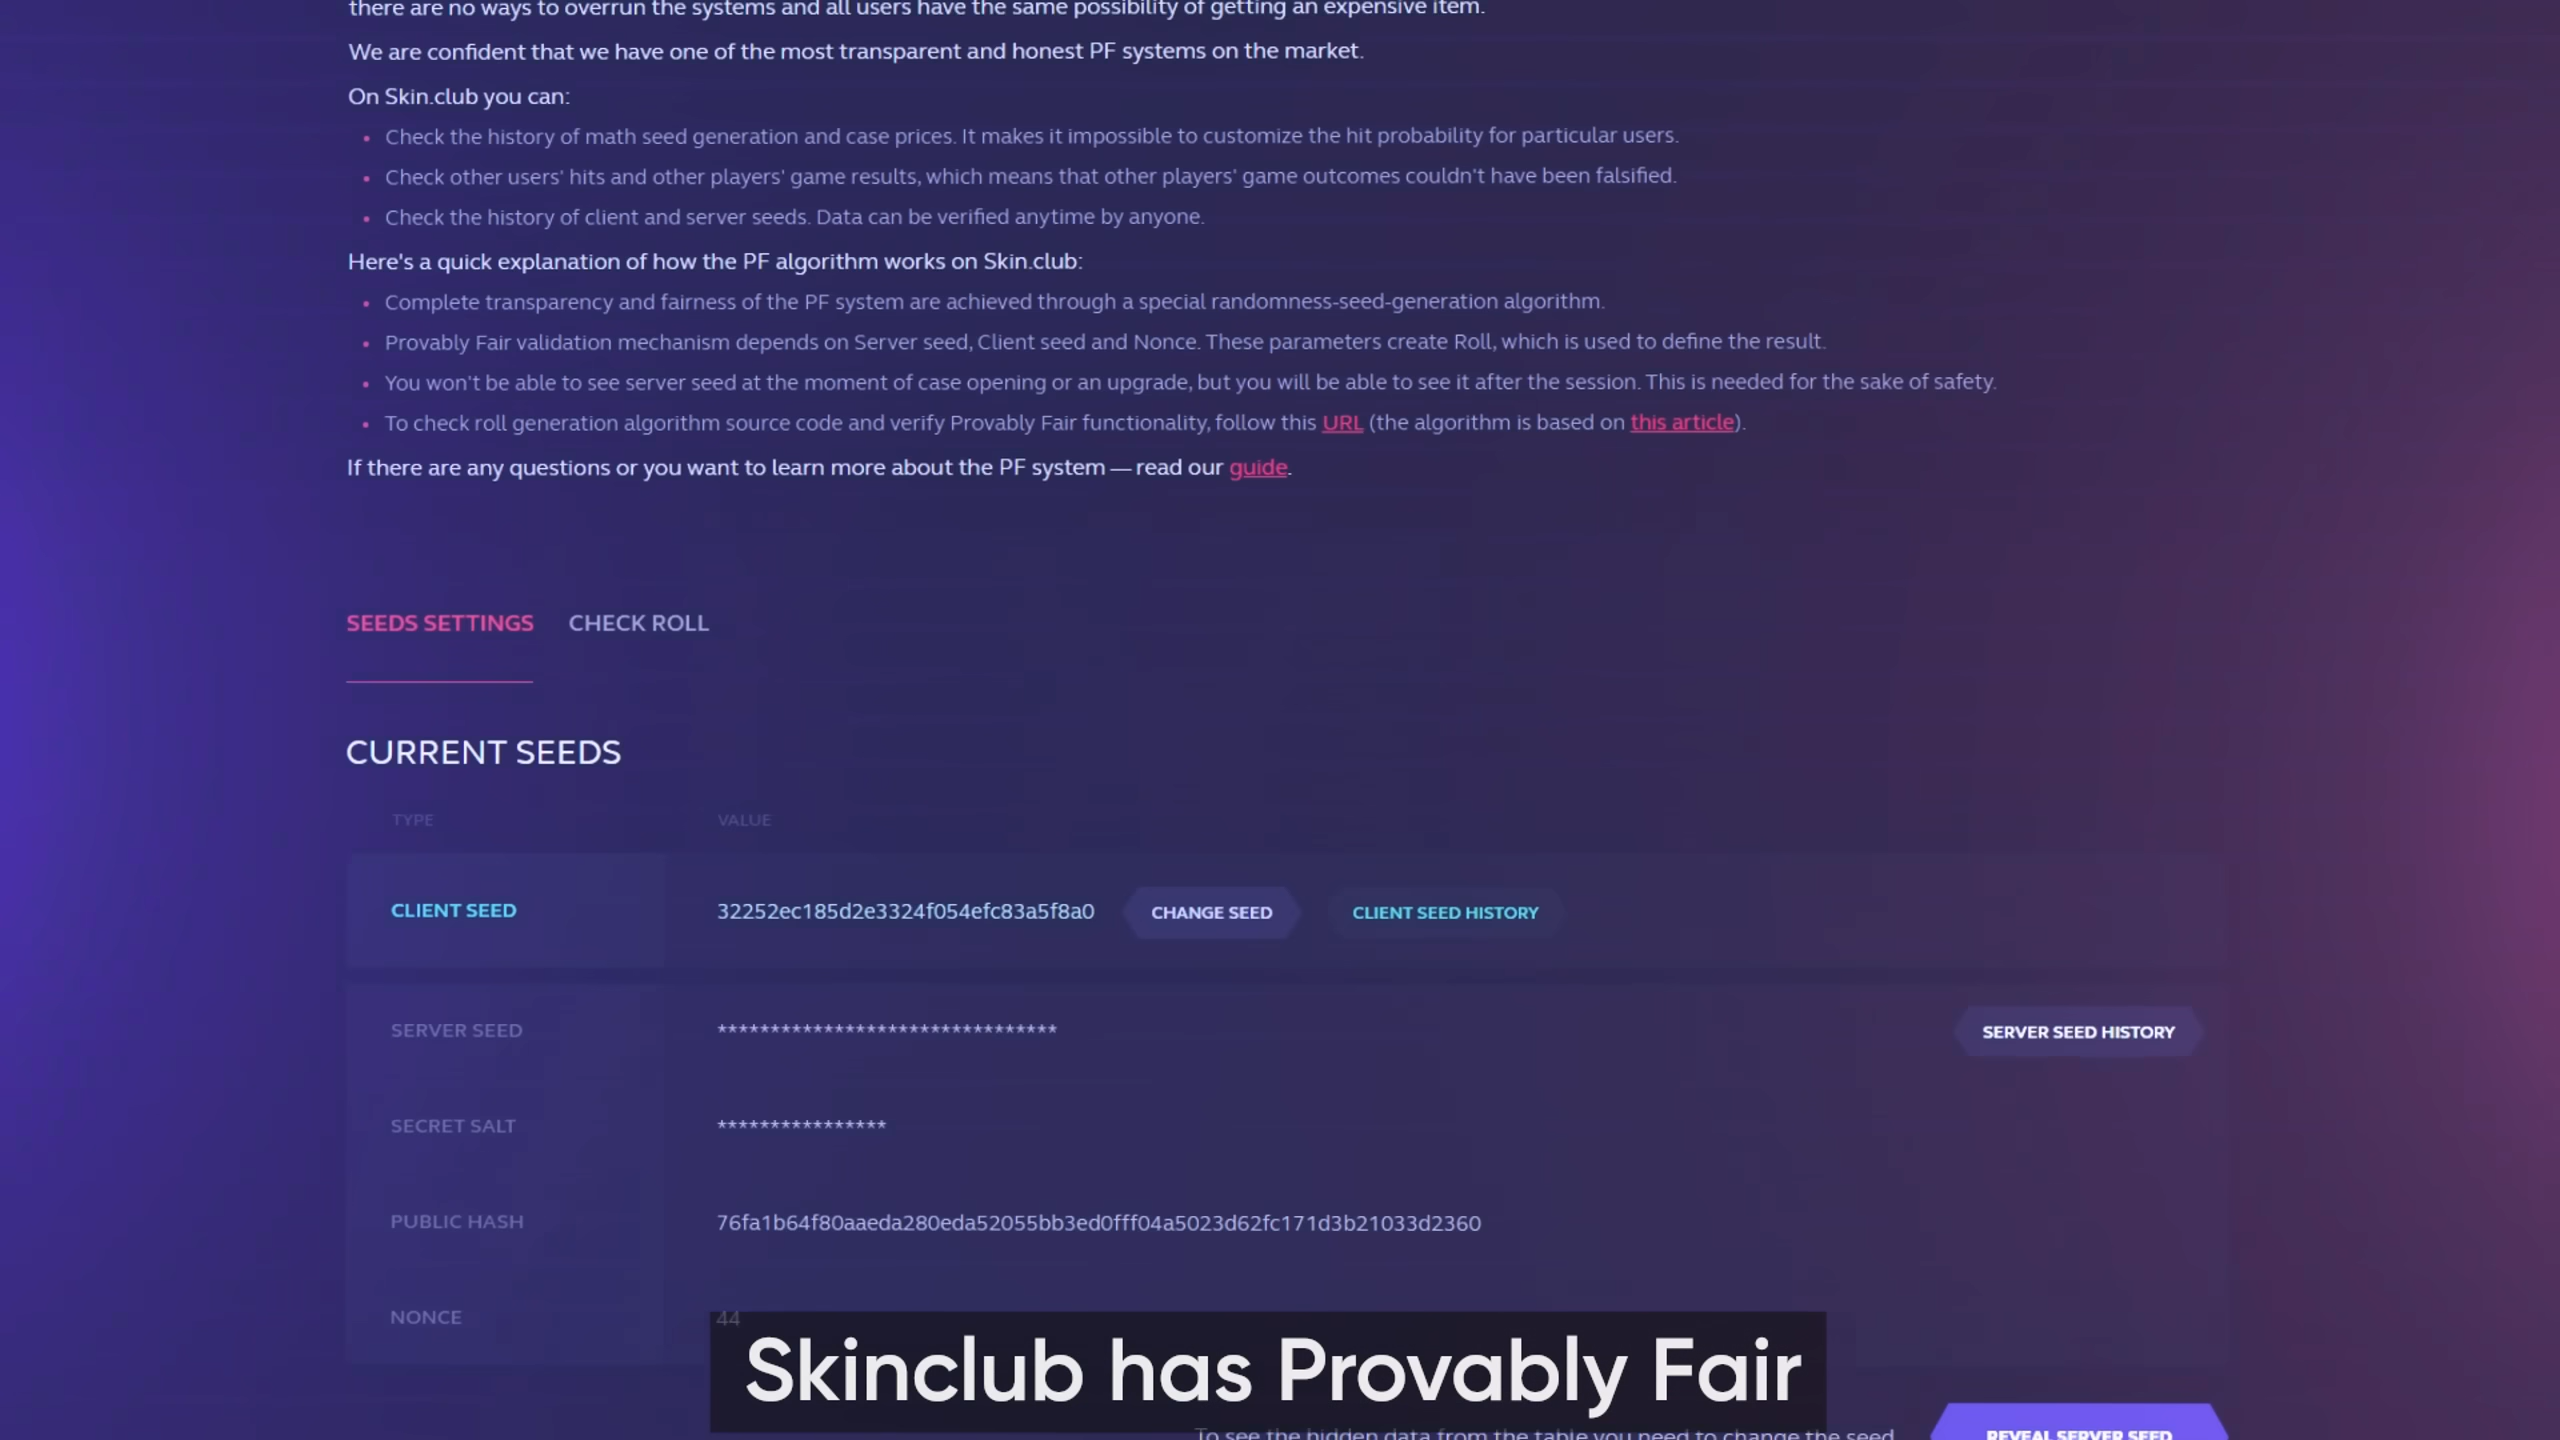 there are no ways to overrun the systems and all users have the same possibility of getting an expensive item.
We are confident that we have one of the most transparent and honest PF systems on the market.
On Skin.club you can:
• Check the history of math seed generation and case prices. It makes it impossible to customize the hit probability for particular users.
• Check other users' hits and other players' game results, which means that other players' game outcomes couldn't have been falsified.
• Check the history of client and server seeds. Data can be verified anytime by anyone.
Here's a quick explanation of how the PF algorithm works on Skin.club:
• Complete transparency and fairness of the PF system are achieved through a special randomness-seed-generation algorithm.
• Provably Fair validation mechanism depends on Server seed, Client seed and Nonce. These parameters create Roll, which is used to define the result.
• You won't be able to see server seed at the moment of case opening or an upgrade, but you will be able to see it after the session. This is needed for the sake of safety.
• To check roll generation algorithm source code and verify Provably Fair functionality, follow this URL (the algorithm is based on this article).
If there are any questions or you want to learn more about the PF system — read our guide.
SEEDS SETTINGS CHECK ROLL
CURRENT SEEDS
TYPE VALUE
CLIENT SEED 32252ec185d2e3324f054efc83a5f8a0 CHANGE SEED CLIENT SEED HISTORY
SERVER SEED ******************************** SERVER SEED HISTORY
SECRET SALT ****************
PUBLIC HASH 76fa1b64f80aaeda280eda52055bb3ed0fff04a5023d62fc171d3b21033d2360
NONCE 44
Skinclub has Provably Fair
To see the hidden data from the table you need to change the seed REVEAL SERVER SEED